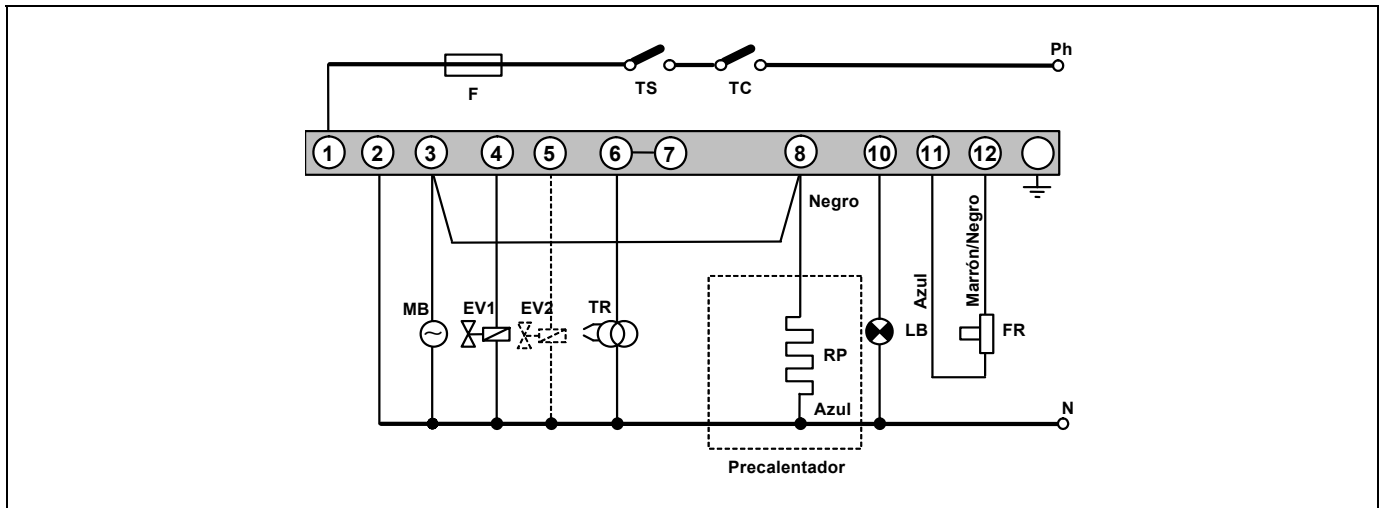 Ph
F
TS
TC
1 2 3 4 5 6 7 8 10 11 12
Negro
Azul
Marrón/Negro
MB
EV1
EV2
TR
RP
LB
FR
Azul
N
Precalentador